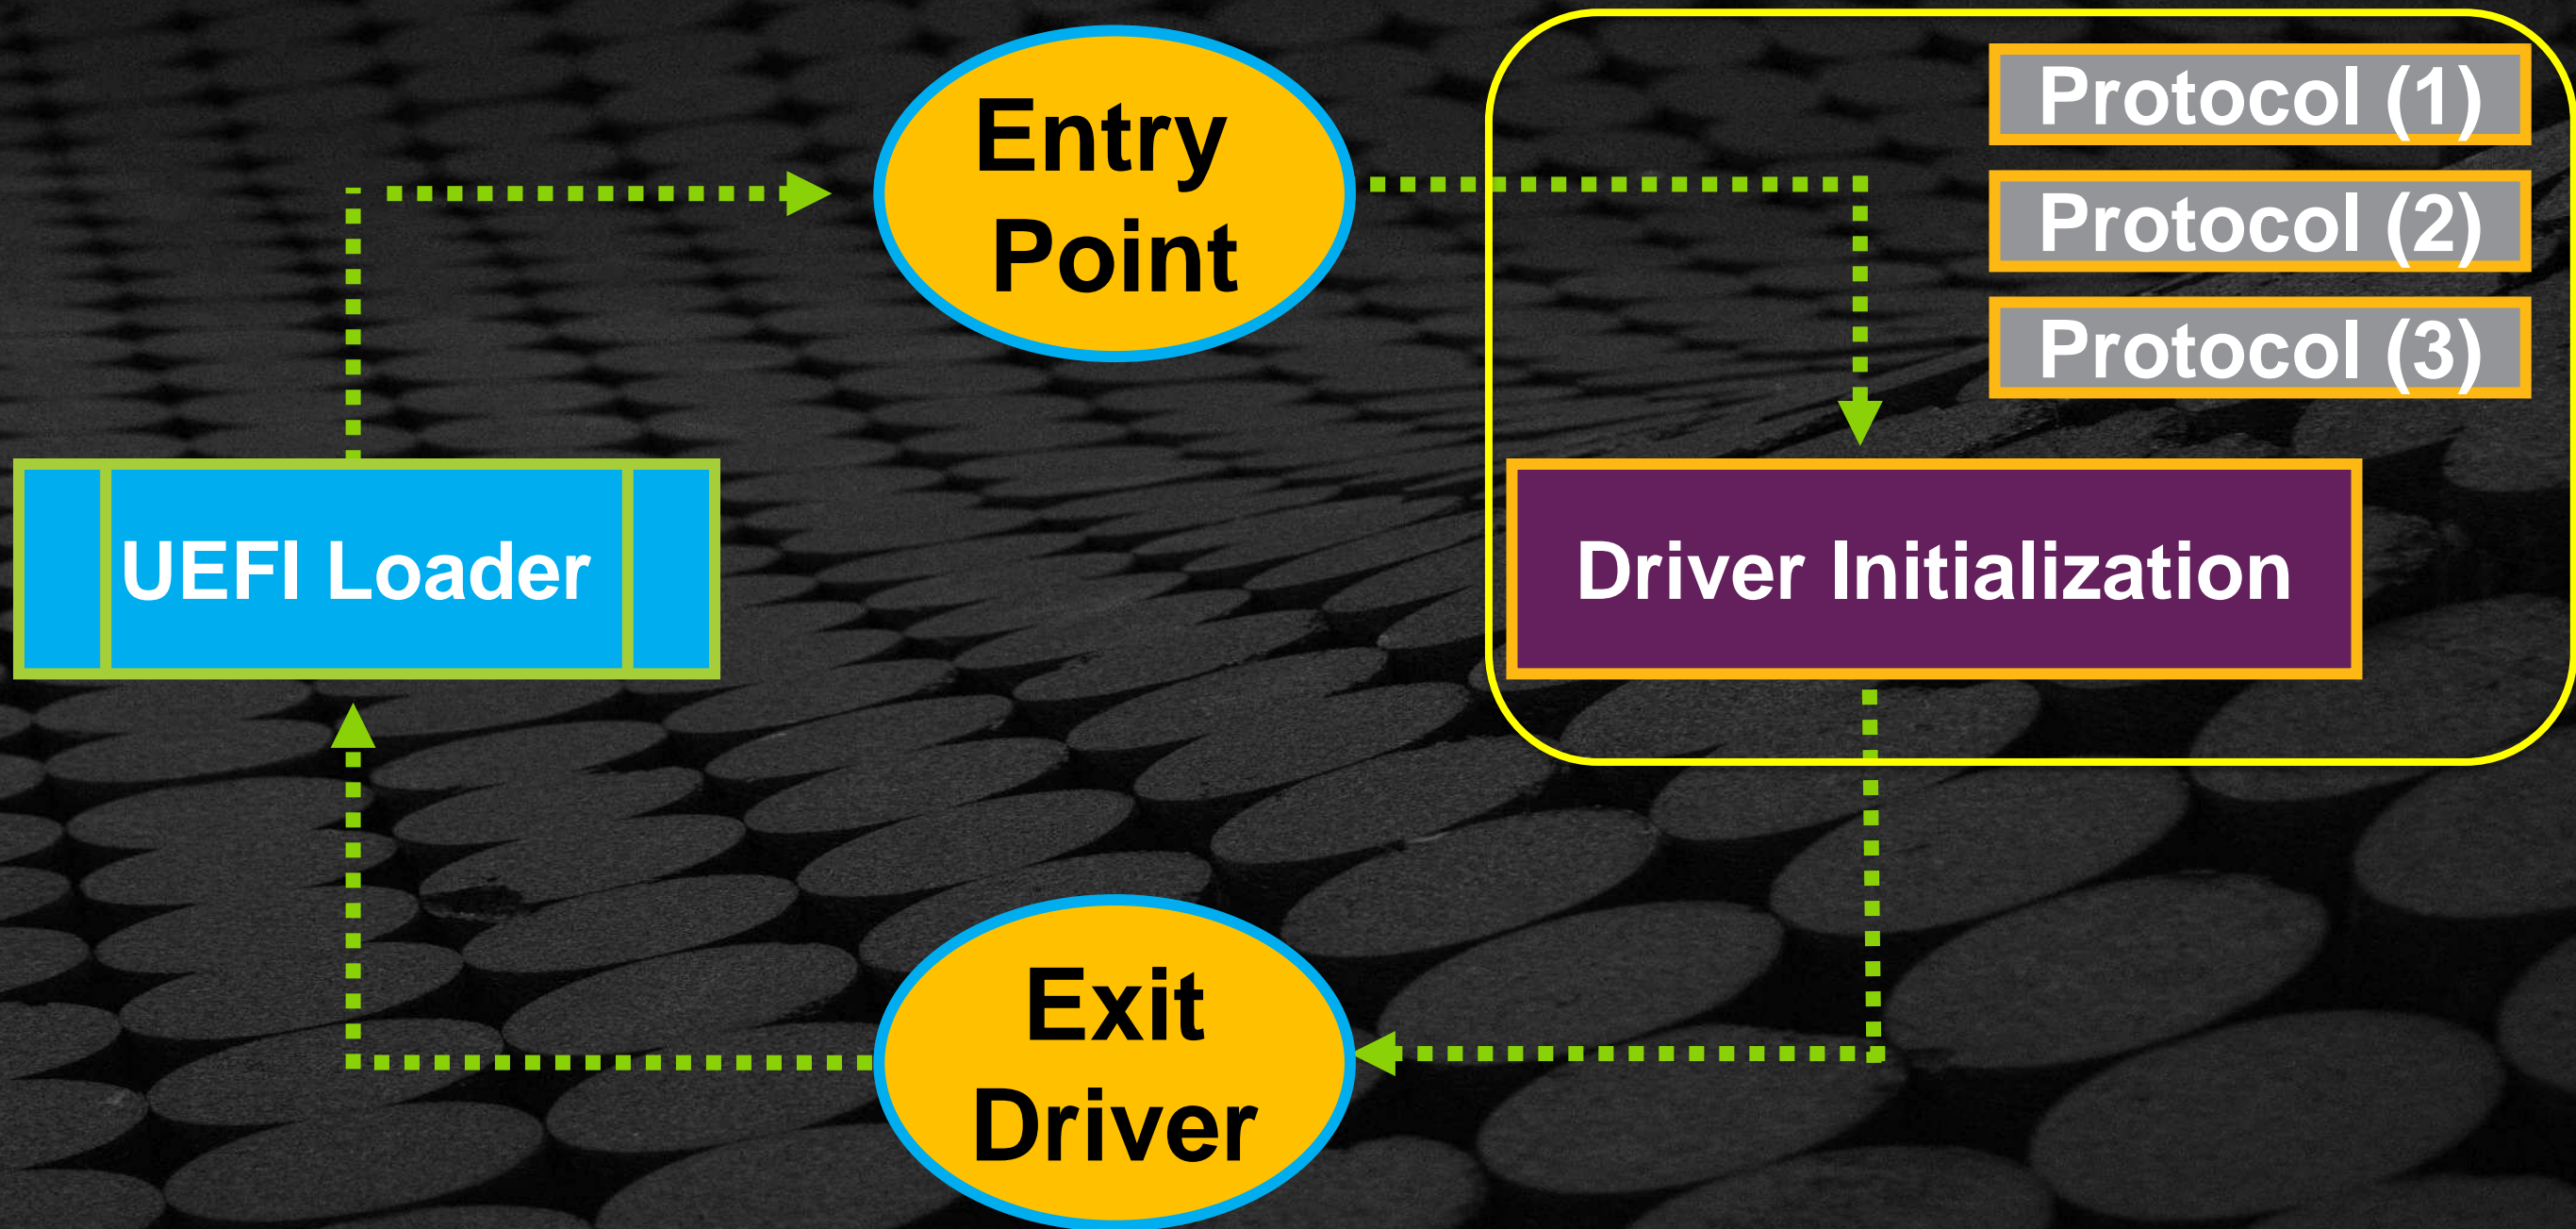 Entry
Point
Protocol (1)
Protocol (2)
Protocol (3)
UEFI Loader
Driver Initialization
Exit
Driver